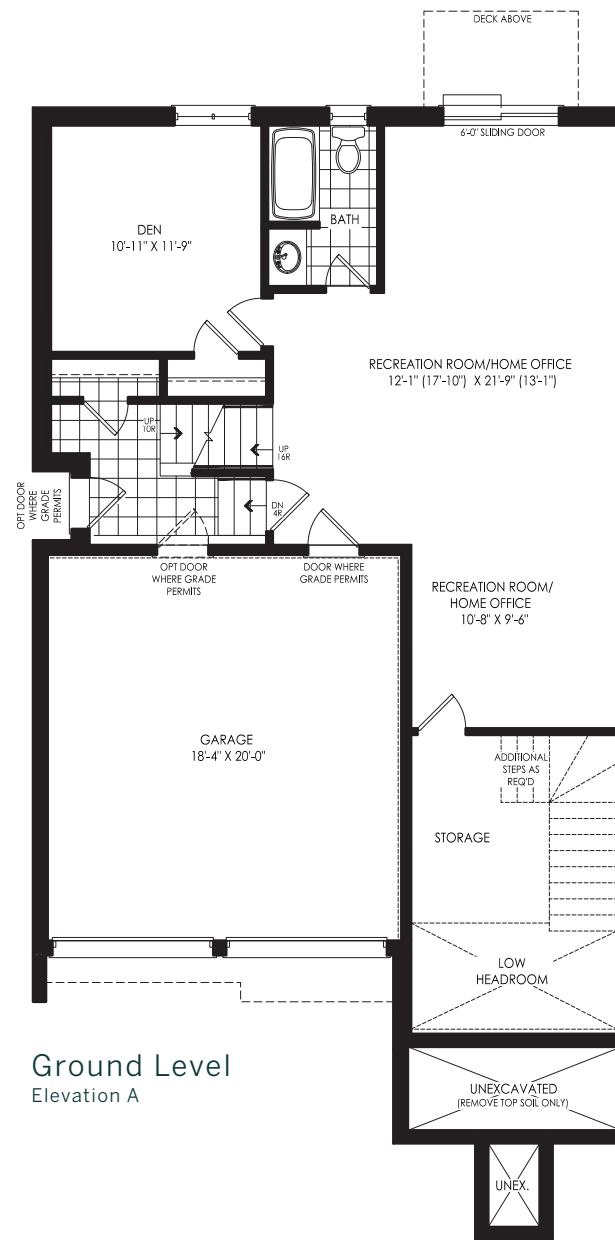 DECK ABOVE
6'-0" SLIDING DOOR
DEN
10'-11" X 11'-9"
BATH
RECREATION ROOM/HOME OFFICE
12'-1" (17'-10") X 21'-9" (13'-1")
UP
10R
UP
16R
OPT DOOR
WHERE
GRADE
PERMITS
DN
4R
OPT DOOR
WHERE GRADE
PERMITS
DOOR WHERE
GRADE PERMITS
RECREATION ROOM/
HOME OFFICE
10'-8" X 9'-6"
GARAGE
18'-4" X 20'-0"
ADDITIONAL
STEPS AS
REQ'D
STORAGE
LOW
HEADROOM
Ground Level
Elevation A
UNEXCAVATED
(REMOVE TOP SOIL ONLY)
UNEX.